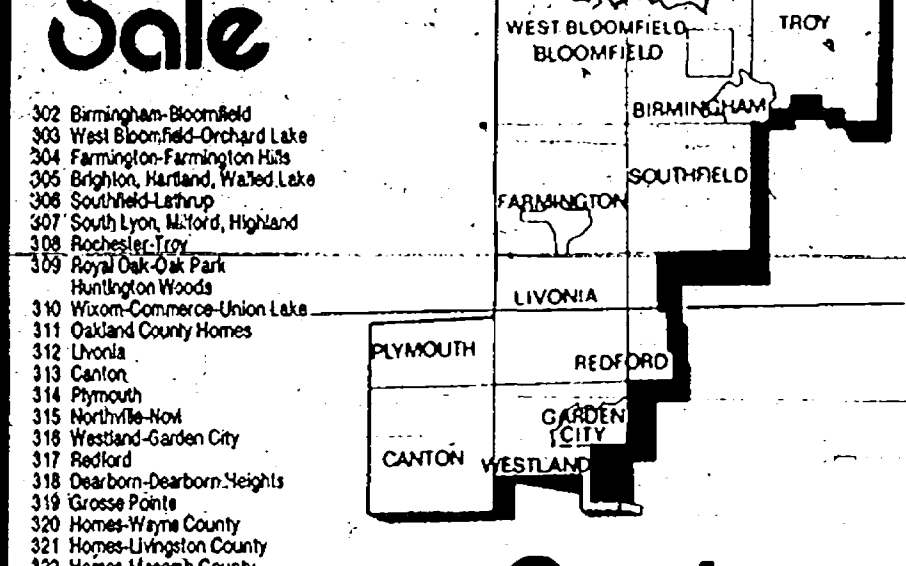 Sale
302 Birmingham-Bloomfield
303 West Bloomfield-Orchard Lake
304 Farmington-Farmington Hills
305 Brighton, Hartland, Walled Lake
306 Southfield-Lathrup
307 South Lyon, Milford, Highland
308 Rochester-Troy
309 Royal Oak-Oak Park
Huntington Woods
310 Wixom-Commerce-Union Lake
311 Oakland County Homes
312 Livonia
313 Canton
314 Plymouth
315 Northville-Novi
316 Westland-Garden City
317 Redford
318 Dearborn-Dearborn Heights
319 Grosse Pointe
320 Homes-Wayne County
321 Homes-Livingston County
322 Homes-Macomb County
WEST BLOOMFIELD
BLOOMFIELD
TROY
BIRMINGHAM
SOUTHFIELD
FARMINGTON
LIVONIA
PLYMOUTH
REDFORD
GARDEN
CITY
CANTON
WESTLAND